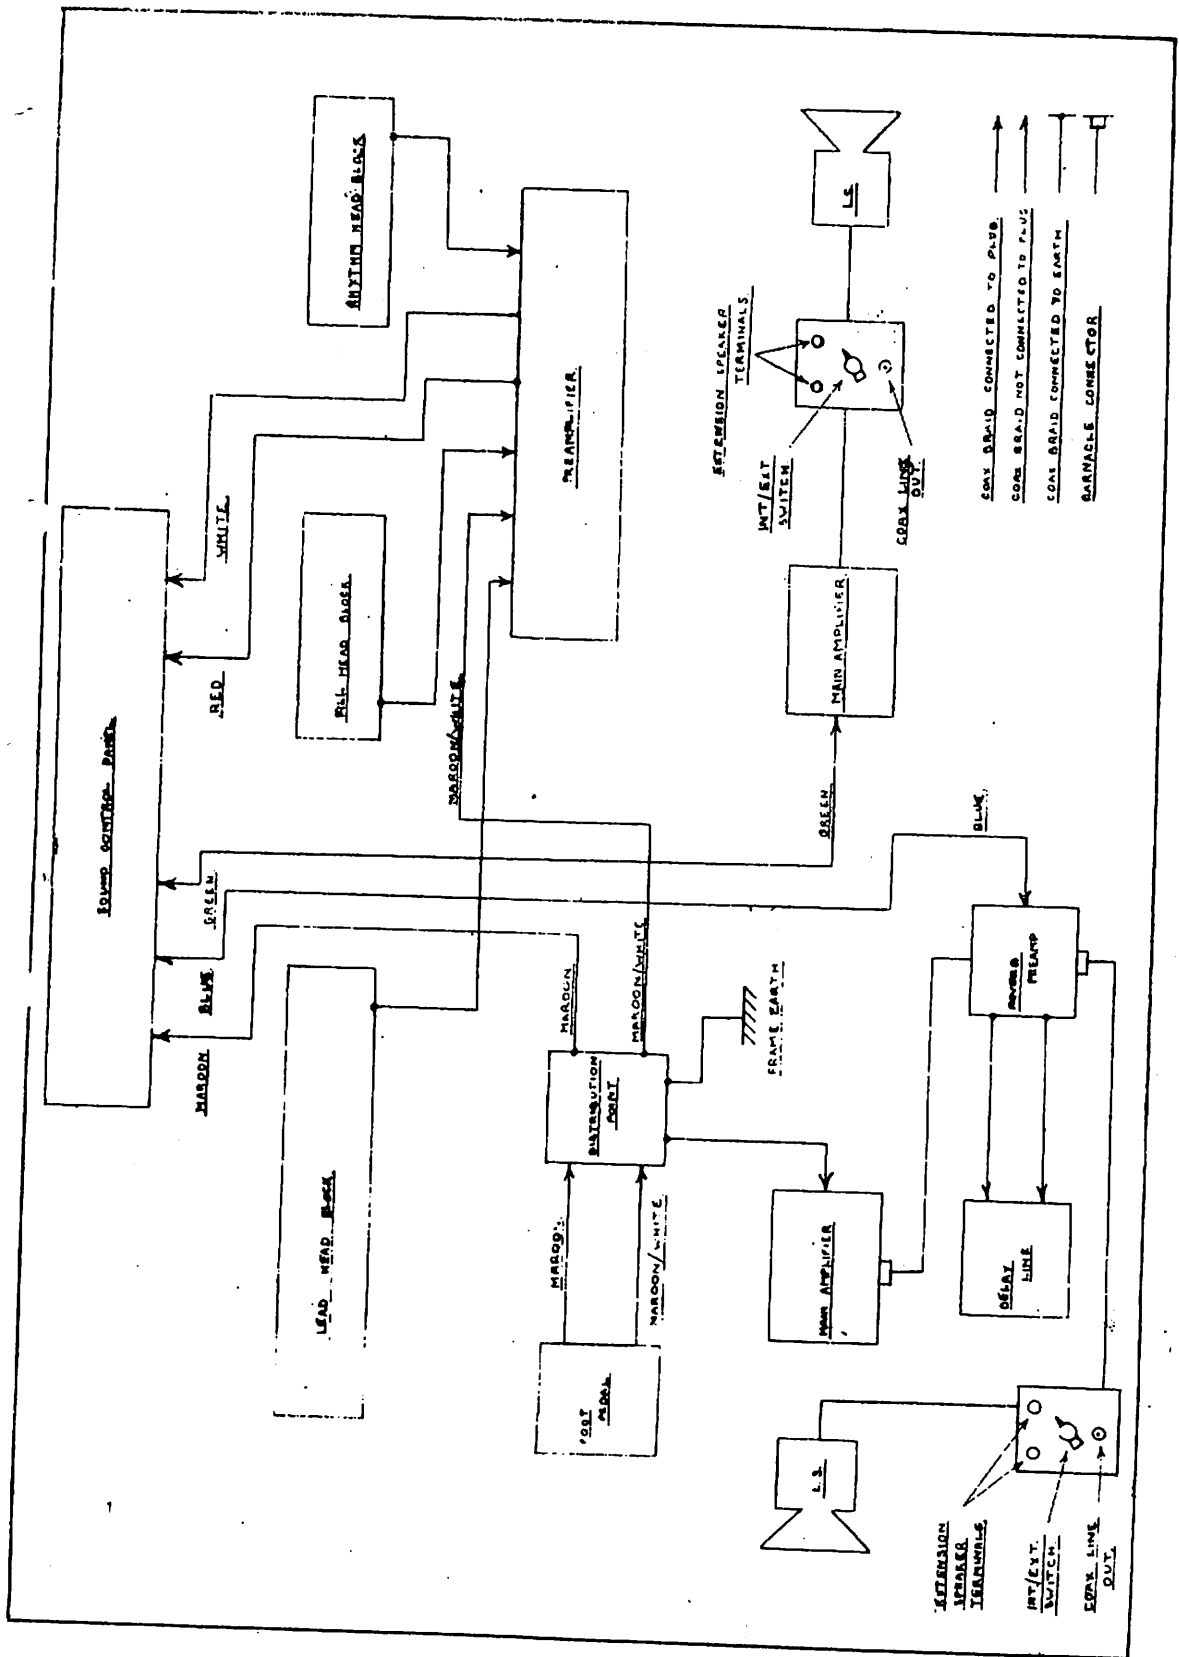 SOUND CONTROL PANEL
MAROON
BLUE
GREEN
RED
WHITE
LEAD HEAD BLOCK
FILL HEAD BLOCK
RHYTHM HEAD BLOCK
PREAMPLIFIER
MAROON/WHITE
FOOT
PEDAL
MAROON
MAROON/WHITE
DISTRIBUTION
POINT
MAROON
MAROON/WHITE
FRAME EARTH
MAIN AMPLIFIER
GREEN
MAIN AMPLIFIER
INT/EXT
SWITCH
EXTENSION SPEAKER
TERMINALS
COAX LINE
OUT.
L.S.
L.S.
EXTENSION
SPEAKER
TERMINALS
INT/EXT.
SWITCH
COAX LINE
OUT.
DELAY
LINE
REVERB
PREAMP
BLUE
COAX BRAID CONNECTED TO PLUG
COAX BRAID NOT CONNECTED TO PLUG
COAX BRAID CONNECTED TO EARTH
BARNACLE CONNECTOR